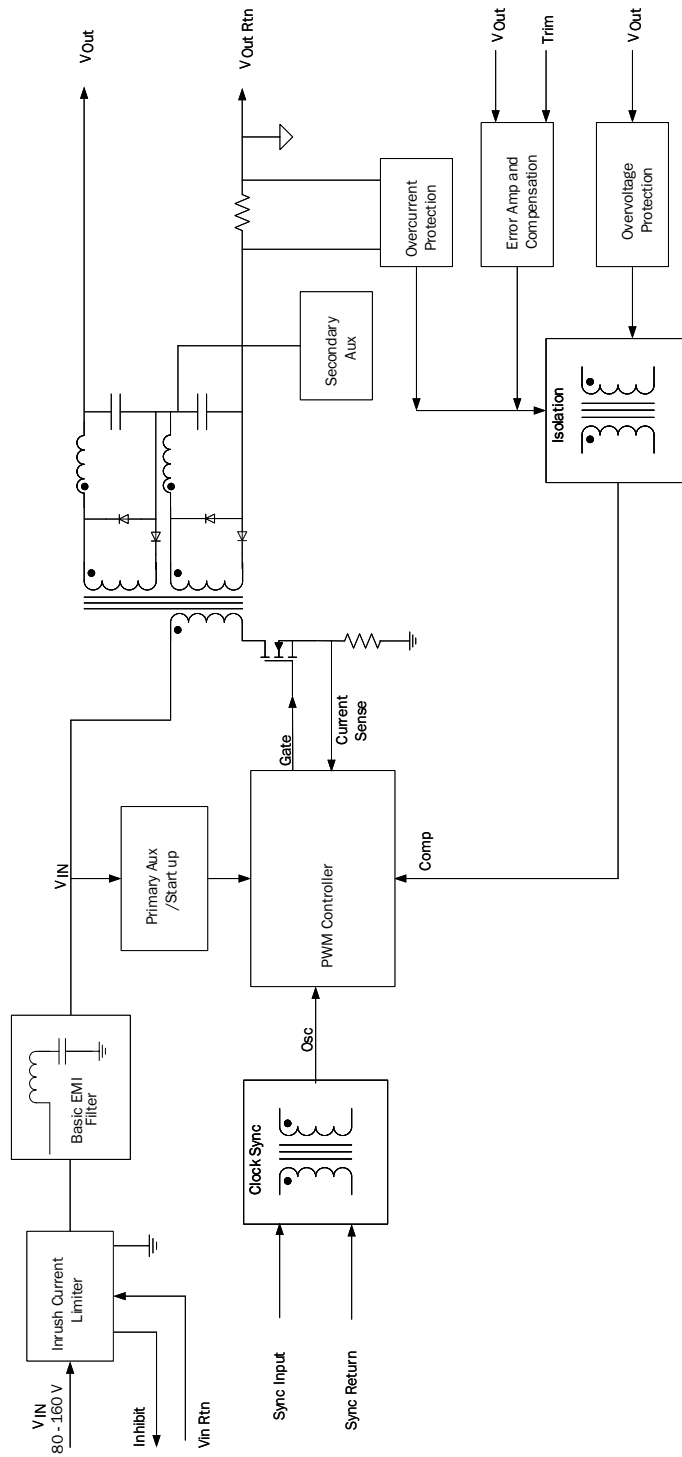 VIN
80 - 160 V
Inhibit
Vin Rtn
Inrush Current
Limiter
Basic EMI
Filter
VIN
Primary Aux
/Start up
Sync Input
Sync Return
Clock Sync
Osc
PWM Controller
Gate
Current
Sense
Comp
Secondary
Aux
VOut
VOut Rtn
Overcurrent
Protection
Error Amp and
Compensation
VOut
Trim
Overvoltage
Protection
VOut
Isolation